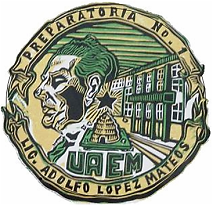 PREPARATORIA No. 1
UAEM
LIC. ADOLFO LOPEZ MATEOS